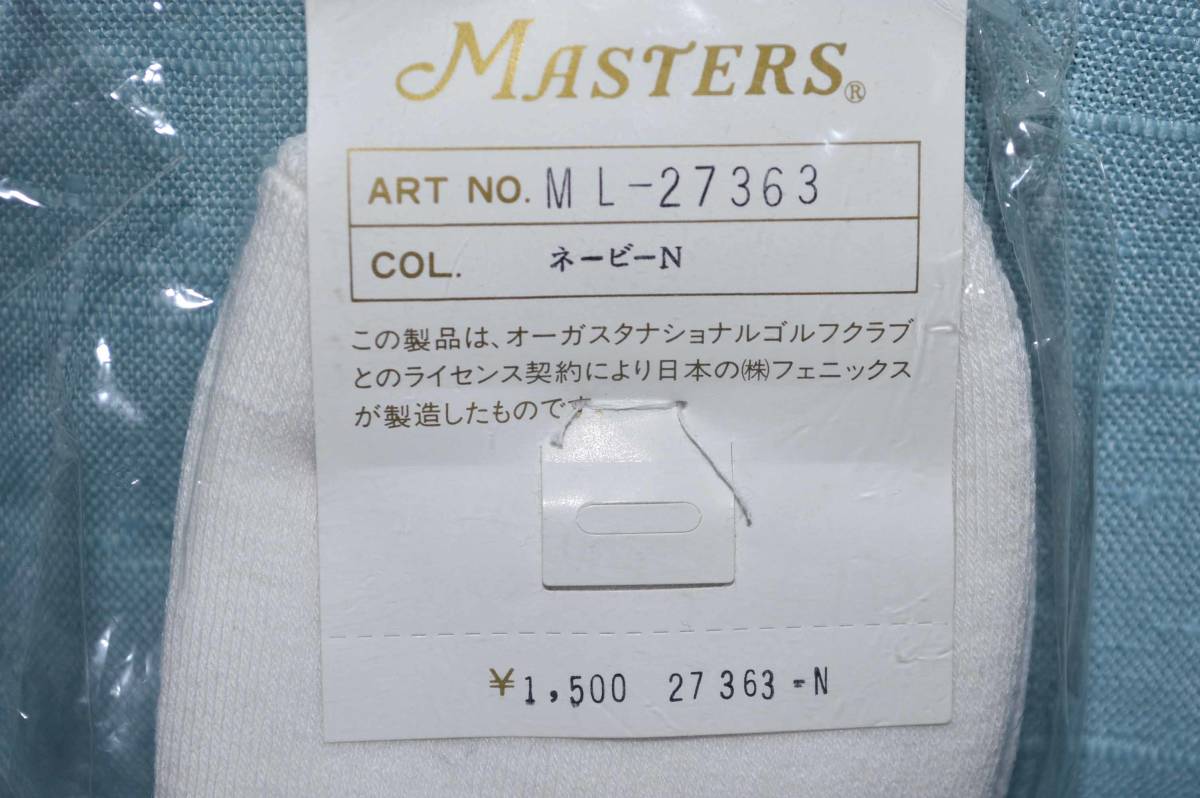 MASTERS®
ART NO. ML-27363
COL. ネービーN
この製品は、オーガスタナショナルゴルフクラブ
とのライセンス契約により日本の㈱フェニックス
が製造したものです。
¥1,500 27363-N